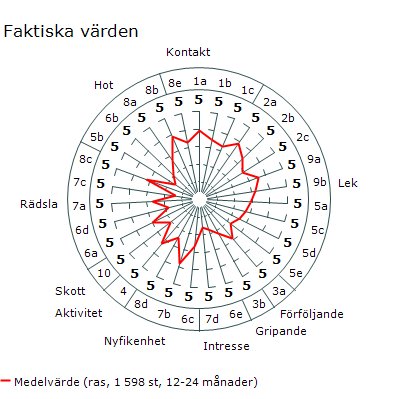 Faktiska värden
Kontakt
Hot
8e 1a 1b
8b 1c
8a 2a
6b 2b
5b 2c
8c 9a
7c 9b Lek
Rädsla 7a 5a
6d 5c
6a 5d
10 5e
Skott 4 3a
8d 3b
7b 6c 7d 6e
Aktivitet Förföljande
Gripande
Nyfikenhet Intresse
5 5 5 5 5 5 5 5 5 5 5 5 5 5 5 5 5 5 5 5 5 5 5 5 5 5 5 5 5 5 5
Medelvärde (ras, 1 598 st, 12-24 månader)